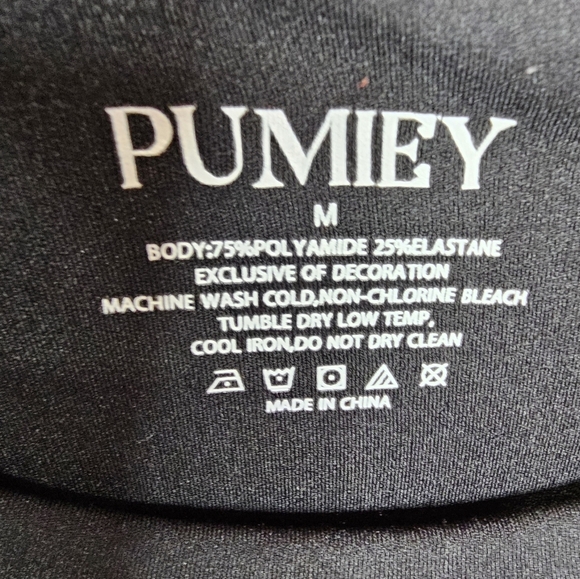 PUMIEY
M
BODY:75%POLYAMIDE 25%ELASTANE
EXCLUSIVE OF DECORATION
MACHINE WASH COLD,NON-CHLORINE BLEACH
TUMBLE DRY LOW TEMP,
COOL IRON,DO NOT DRY CLEAN
MADE IN CHINA